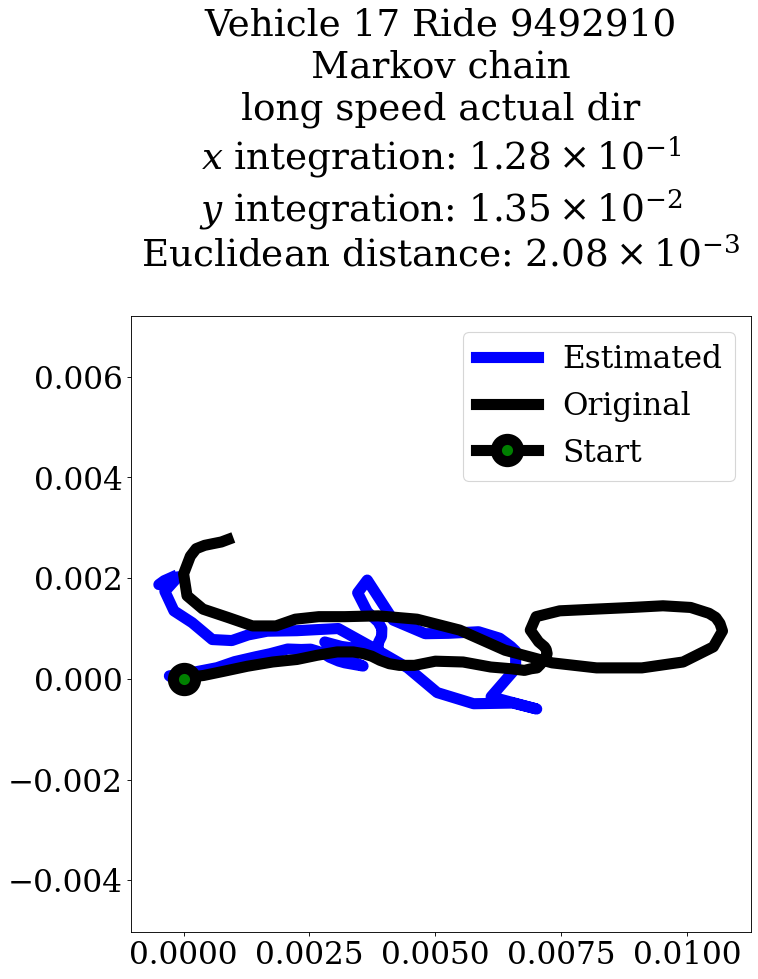 Vehicle 17 Ride 9492910
Markov chain
long speed actual dir
x integration: 1.28 × 10⁻¹
y integration: 1.35 × 10⁻²
Euclidean distance: 2.08 × 10⁻³
Estimated
Original
Start
0.006
0.004
0.002
0.000
−0.002
−0.004
0.0000 0.0025 0.0050 0.0075 0.0100